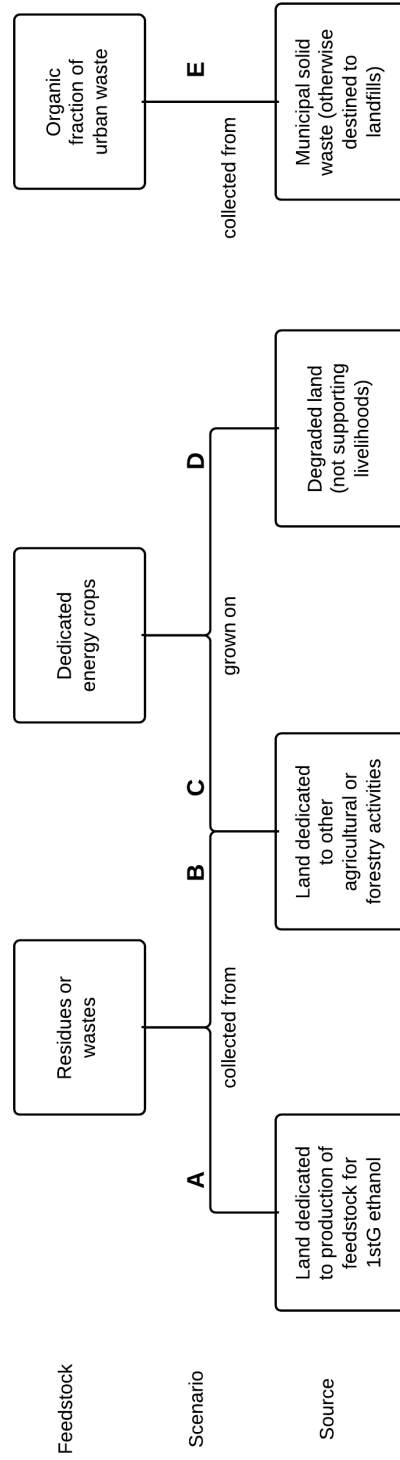 Feedstock
Residues or
wastes
Dedicated
energy crops
Organic
fraction of
urban waste
Scenario
A
B
C
D
E
collected from
grown on
collected from
Source
Land dedicated
to production of
feedstock for
1stG ethanol
Land dedicated
to other
agricultural or
forestry activities
Degraded land
(not supporting
livelihoods)
Municipal solid
waste (otherwise
destined to
landfills)